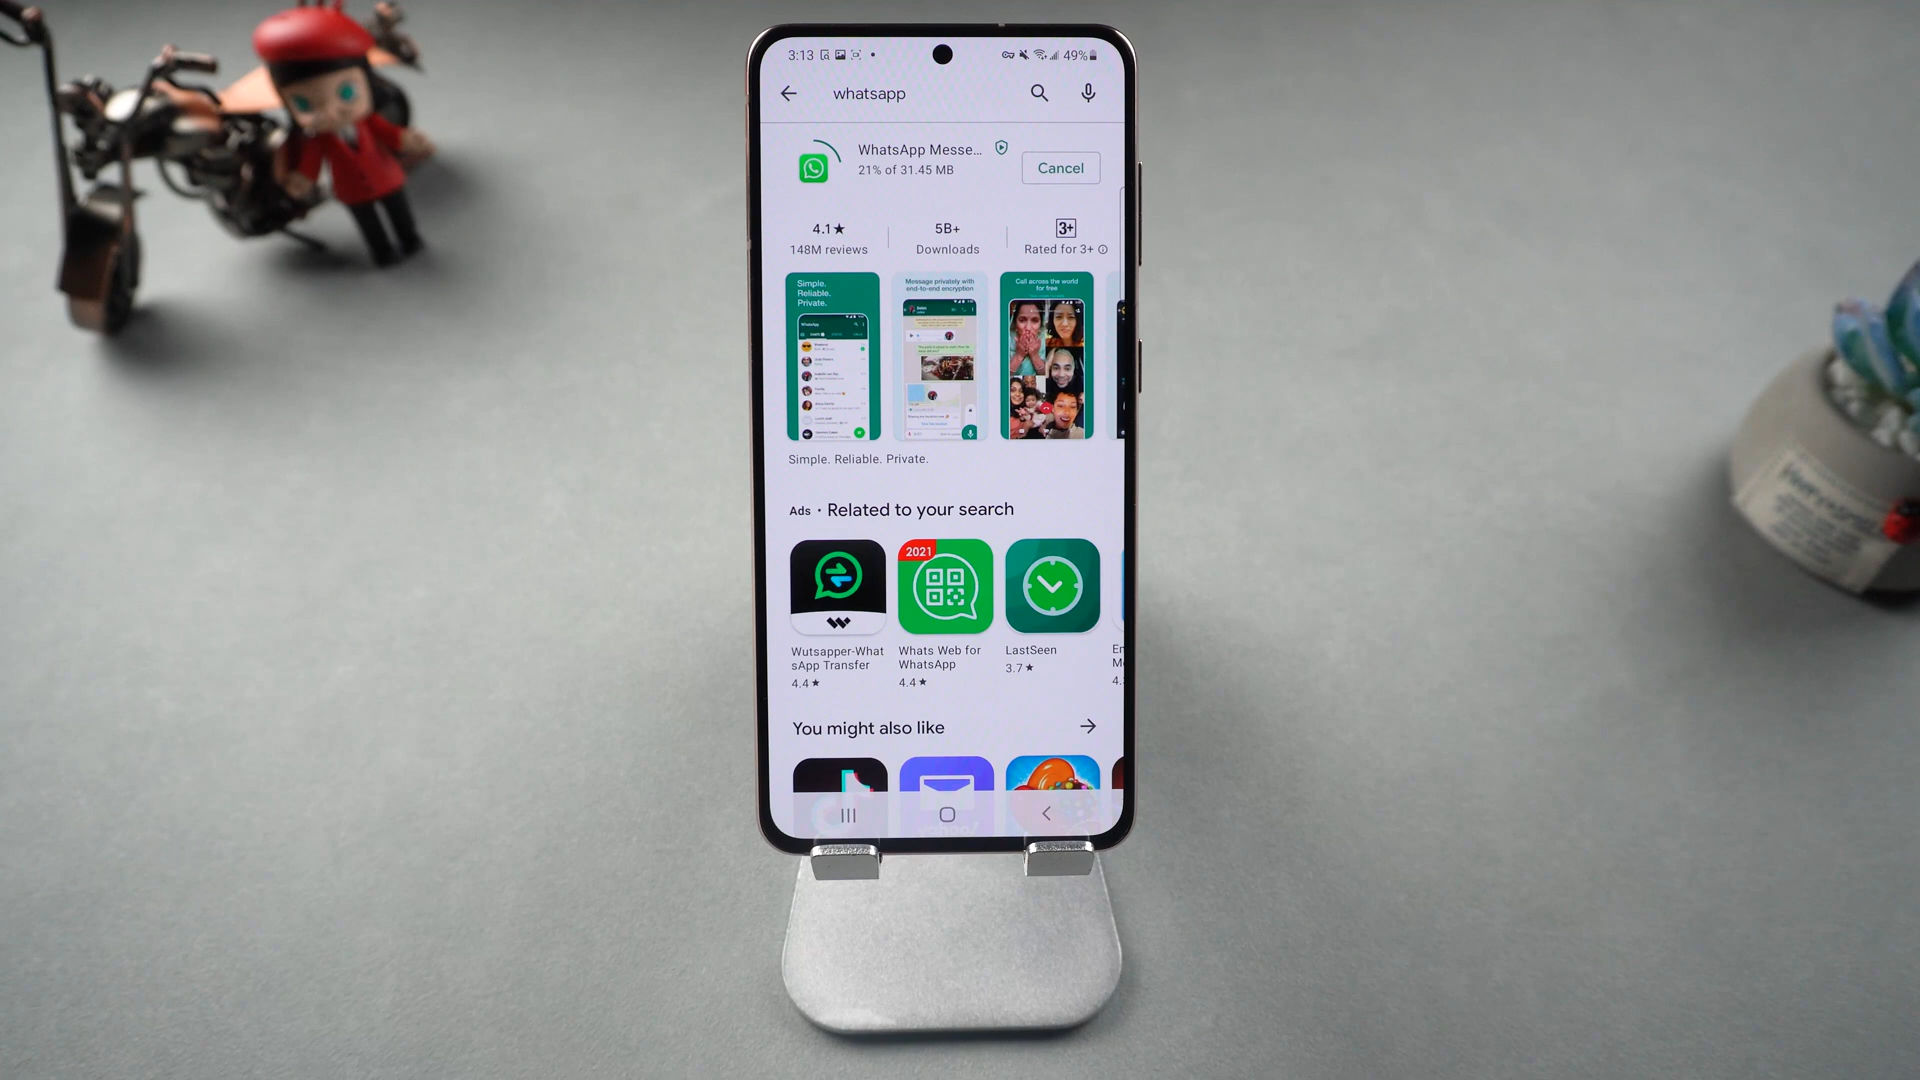 3:13
49%
whatsapp
WhatsApp Messe...
21% of 31.45 MB
Cancel
4.1★
148M reviews
5B+
Downloads
3+
Rated for 3+
Simple.
Reliable.
Private.
WhatsApp
Message privately with
end-to-end encryption
Call across the world
for free
Simple. Reliable. Private.
Ads · Related to your search
2021
Wutsapper-What
sApp Transfer
4.4★
Whats Web for
WhatsApp
4.4★
LastSeen
3.7★
You might also like
yahoo!